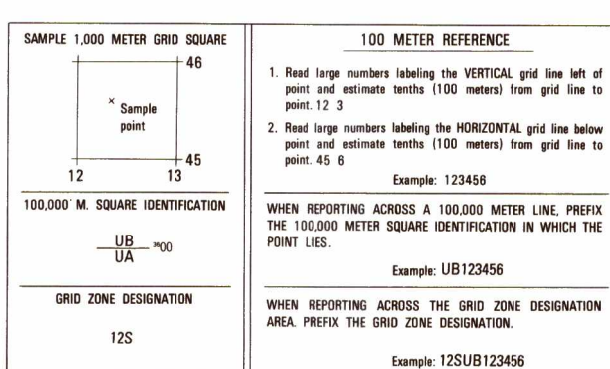 SAMPLE 1,000 METER GRID SQUARE
46
× Sample
point
45
12 13
100,000 M. SQUARE IDENTIFICATION
UB
UA
³⁶00
GRID ZONE DESIGNATION
12S
100 METER REFERENCE
1. Read large numbers labeling the VERTICAL grid line left of
point and estimate tenths (100 meters) from grid line to
point. 12 3
2. Read large numbers labeling the HORIZONTAL grid line below
point and estimate tenths (100 meters) from grid line to
point. 45 6
Example: 123456
WHEN REPORTING ACROSS A 100,000 METER LINE, PREFIX
THE 100,000 METER SQUARE IDENTIFICATION IN WHICH THE
POINT LIES.
Example: UB123456
WHEN REPORTING ACROSS THE GRID ZONE DESIGNATION
AREA. PREFIX THE GRID ZONE DESIGNATION.
Example: 12SUB123456